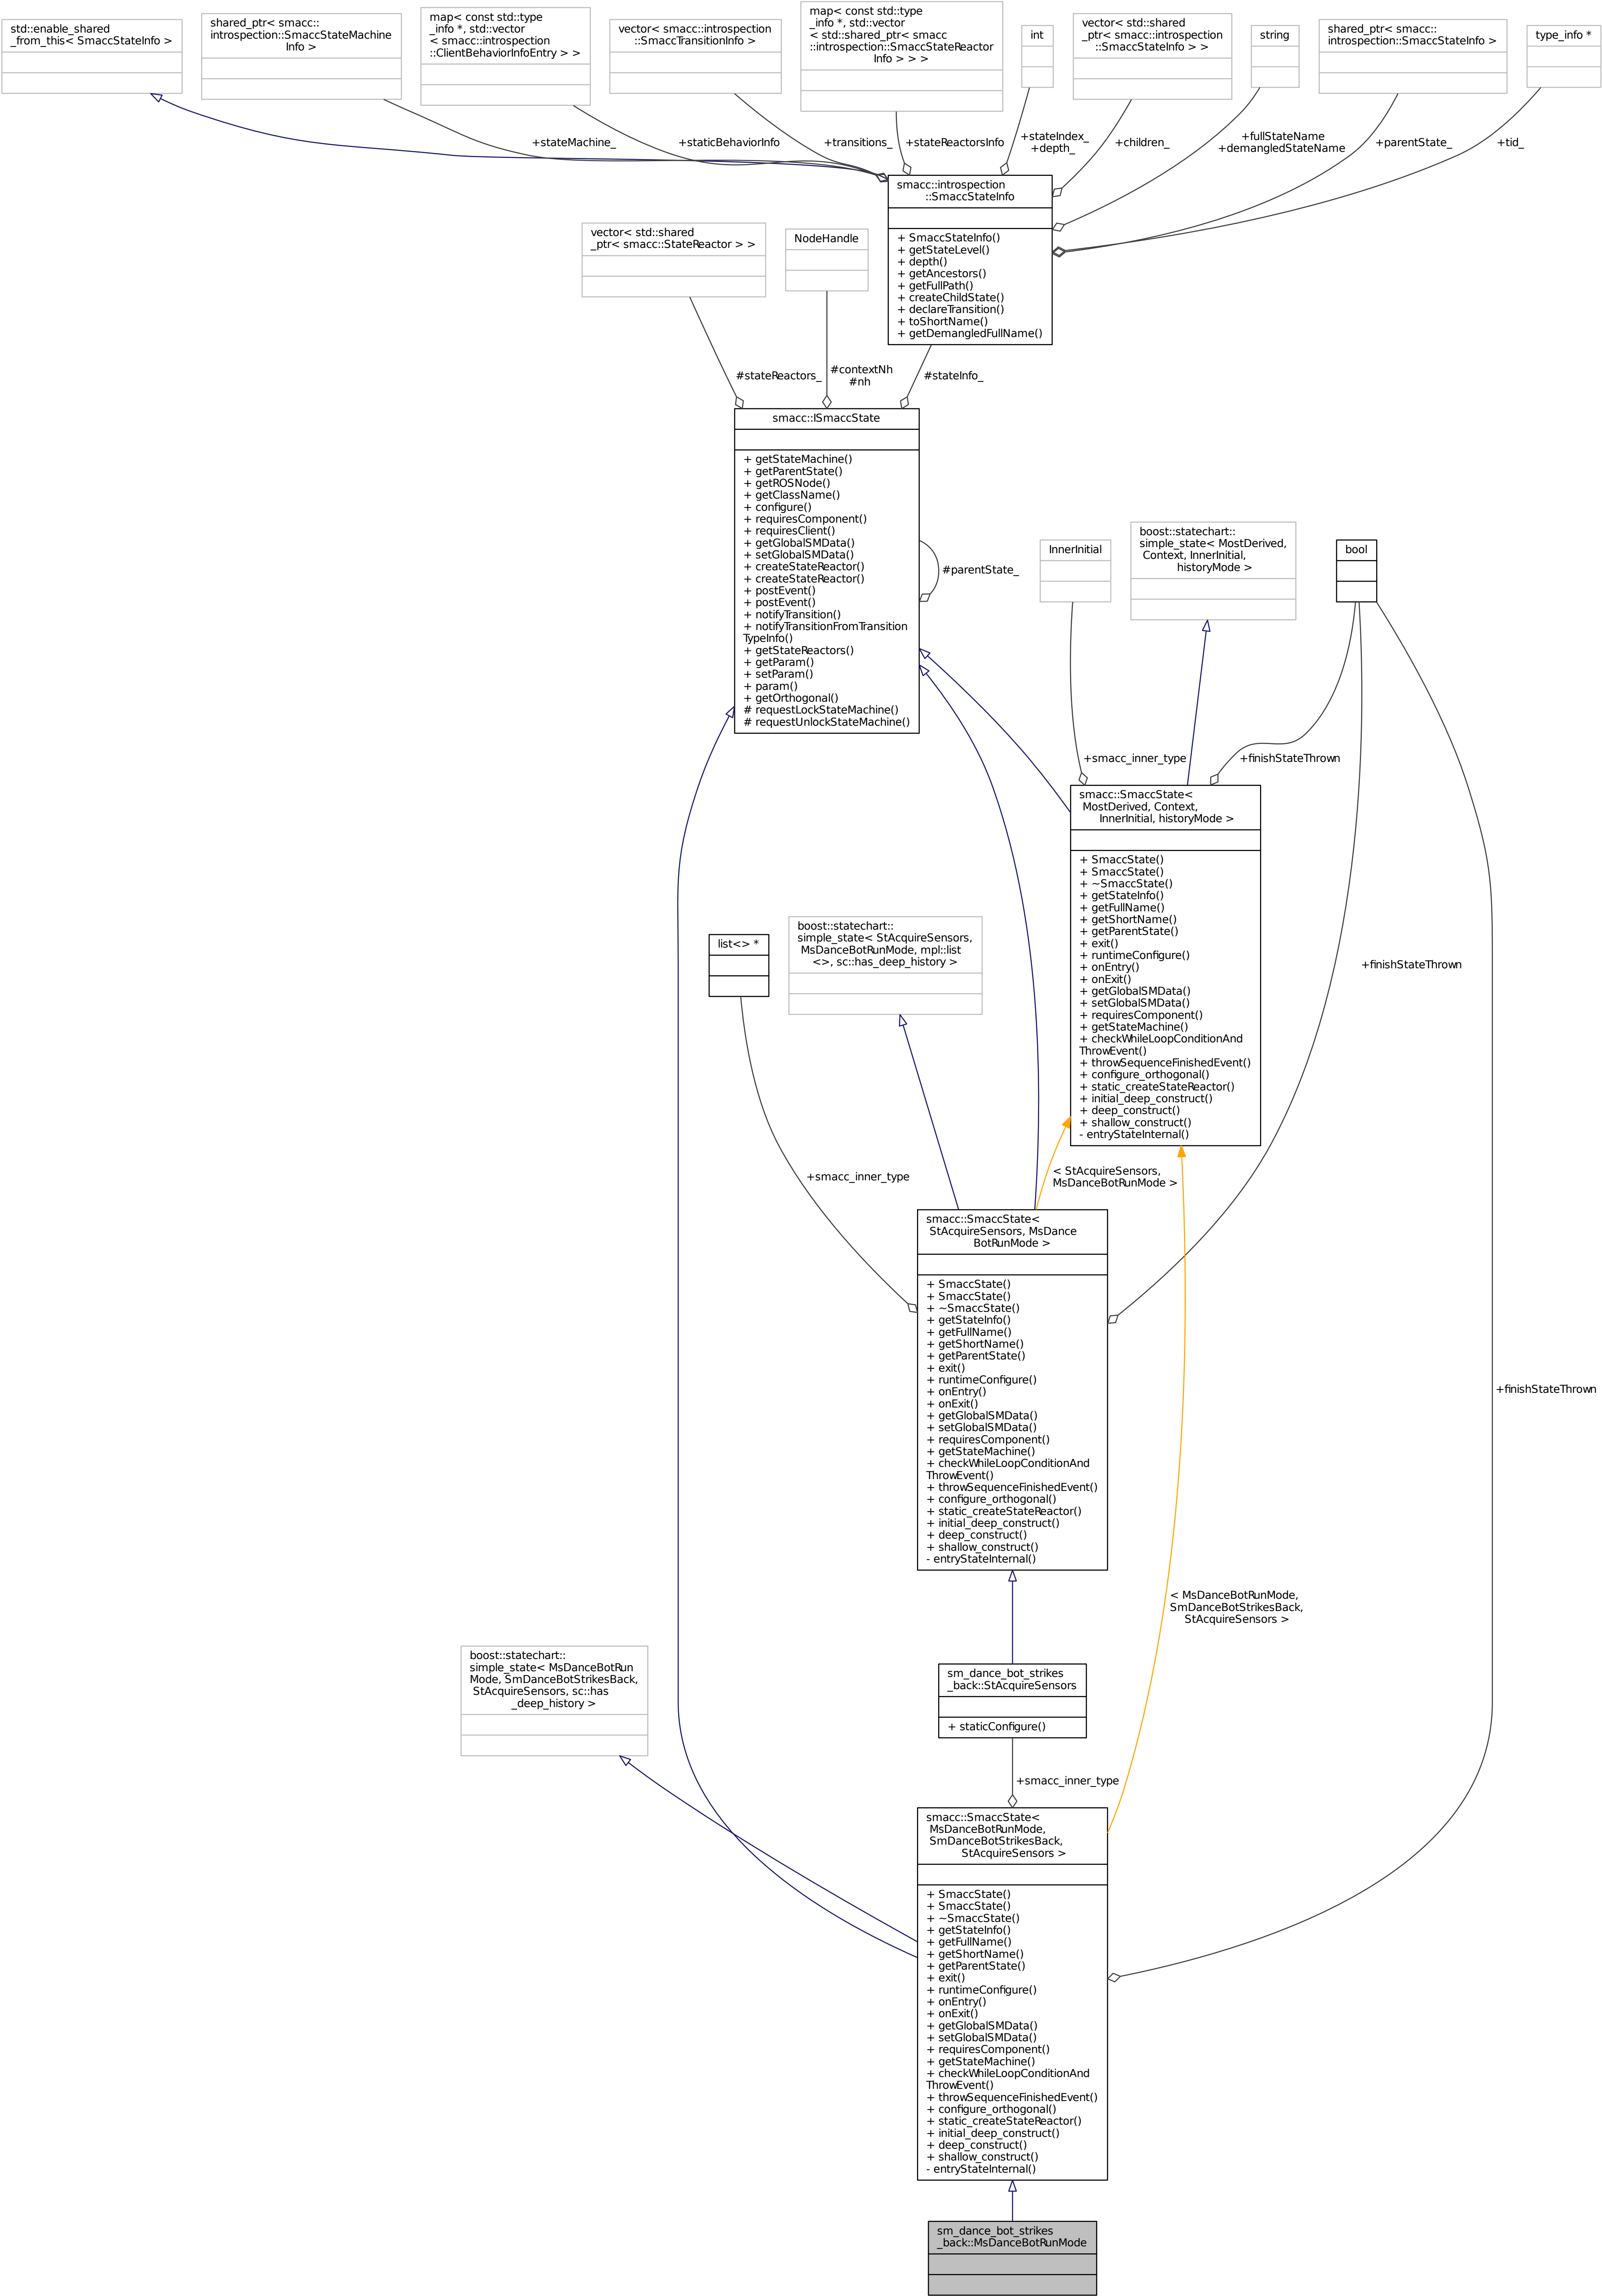 std::enable_shared
_from_this< SmaccStateInfo >
shared_ptr< smacc::
introspection::SmaccStateMachine
Info >
map< const std::type
_info *, std::vector
< smacc::introspection
::ClientBehaviorInfoEntry > >
vector< smacc::introspection
::SmaccTransitionInfo >
map< const std::type
_info *, std::vector
< std::shared_ptr< smacc
::introspection::SmaccStateReactor
Info > > >
int
vector< std::shared
_ptr< smacc::introspection
::SmaccStateInfo > >
string
shared_ptr< smacc::
introspection::SmaccStateInfo >
type_info *
+stateMachine_
+staticBehaviorInfo
+transitions_
+stateReactorsInfo
+stateIndex_
+depth_
+children_
+fullStateName
+demangledStateName
+parentState_
+tid_
smacc::introspection
::SmaccStateInfo
+ SmaccStateInfo()
+ getStateLevel()
+ depth()
+ getAncestors()
+ getFullPath()
+ createChildState()
+ declareTransition()
+ toShortName()
+ getDemangledFullName()
vector< std::shared
_ptr< smacc::StateReactor > >
NodeHandle
#stateReactors_
#contextNh
#nh
#stateInfo_
smacc::ISmaccState
+ getStateMachine()
+ getParentState()
+ getROSNode()
+ getClassName()
+ configure()
+ requiresComponent()
+ requiresClient()
+ getGlobalSMData()
+ setGlobalSMData()
+ createStateReactor()
+ createStateReactor()
+ postEvent()
+ postEvent()
+ notifyTransition()
+ notifyTransitionFromTransition
TypeInfo()
+ getStateReactors()
+ getParam()
+ setParam()
+ param()
+ getOrthogonal()
# requestLockStateMachine()
# requestUnlockStateMachine()
#parentState_
InnerInitial
boost::statechart::
simple_state< MostDerived,
Context, InnerInitial,
historyMode >
bool
+smacc_inner_type
+finishStateThrown
smacc::SmaccState<
MostDerived, Context,
InnerInitial, historyMode >
+ SmaccState()
+ SmaccState()
+ ~SmaccState()
+ getStateInfo()
+ getFullName()
+ getShortName()
+ getParentState()
+ exit()
+ runtimeConfigure()
+ onEntry()
+ onExit()
+ getGlobalSMData()
+ setGlobalSMData()
+ requiresComponent()
+ getStateMachine()
+ checkWhileLoopConditionAnd
ThrowEvent()
+ throwSequenceFinishedEvent()
+ configure_orthogonal()
+ static_createStateReactor()
+ initial_deep_construct()
+ deep_construct()
+ shallow_construct()
- entryStateInternal()
list<> *
boost::statechart::
simple_state< StAcquireSensors,
MsDanceBotRunMode, mpl::list
<>, sc::has_deep_history >
+finishStateThrown
+smacc_inner_type
< StAcquireSensors,
MsDanceBotRunMode >
smacc::SmaccState<
StAcquireSensors, MsDance
BotRunMode >
+ SmaccState()
+ SmaccState()
+ ~SmaccState()
+ getStateInfo()
+ getFullName()
+ getShortName()
+ getParentState()
+ exit()
+ runtimeConfigure()
+ onEntry()
+ onExit()
+ getGlobalSMData()
+ setGlobalSMData()
+ requiresComponent()
+ getStateMachine()
+ checkWhileLoopConditionAnd
ThrowEvent()
+ throwSequenceFinishedEvent()
+ configure_orthogonal()
+ static_createStateReactor()
+ initial_deep_construct()
+ deep_construct()
+ shallow_construct()
- entryStateInternal()
+finishStateThrown
< MsDanceBotRunMode,
SmDanceBotStrikesBack,
StAcquireSensors >
boost::statechart::
simple_state< MsDanceBotRun
Mode, SmDanceBotStrikesBack,
StAcquireSensors, sc::has
_deep_history >
sm_dance_bot_strikes
_back::StAcquireSensors
+ staticConfigure()
+smacc_inner_type
smacc::SmaccState<
MsDanceBotRunMode,
SmDanceBotStrikesBack,
StAcquireSensors >
+ SmaccState()
+ SmaccState()
+ ~SmaccState()
+ getStateInfo()
+ getFullName()
+ getShortName()
+ getParentState()
+ exit()
+ runtimeConfigure()
+ onEntry()
+ onExit()
+ getGlobalSMData()
+ setGlobalSMData()
+ requiresComponent()
+ getStateMachine()
+ checkWhileLoopConditionAnd
ThrowEvent()
+ throwSequenceFinishedEvent()
+ configure_orthogonal()
+ static_createStateReactor()
+ initial_deep_construct()
+ deep_construct()
+ shallow_construct()
- entryStateInternal()
sm_dance_bot_strikes
_back::MsDanceBotRunMode